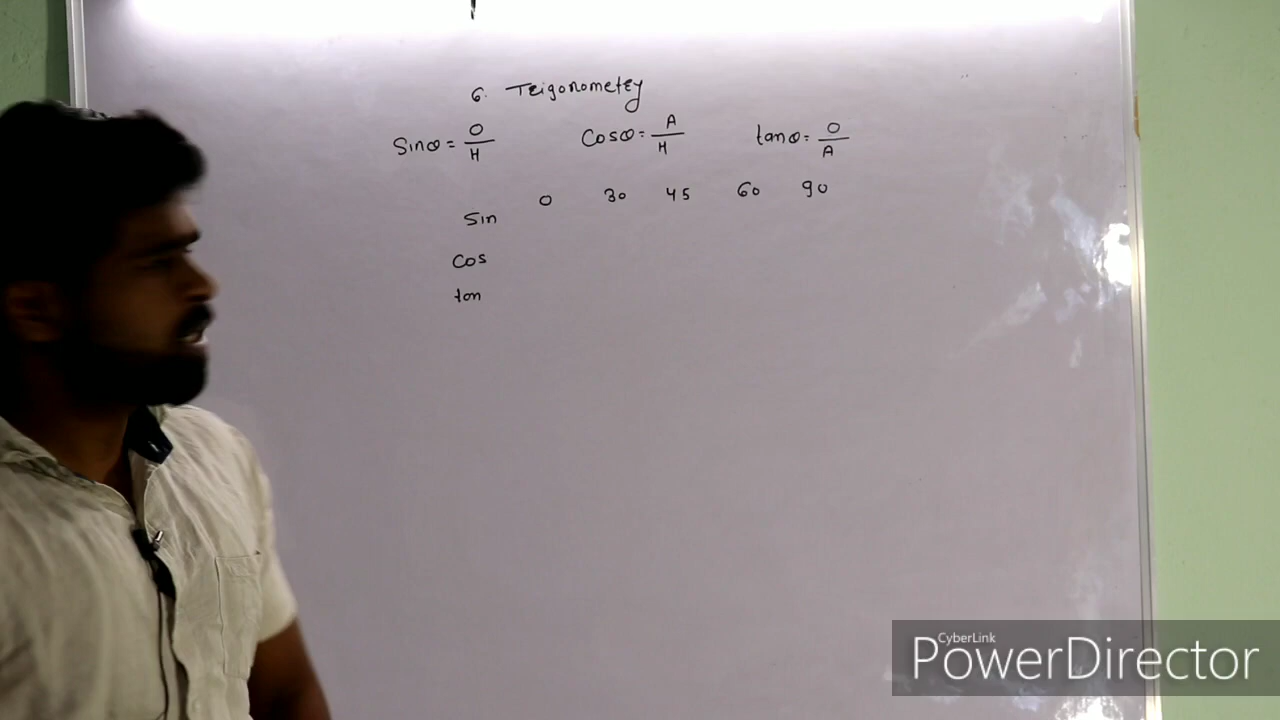 6. Trigonometry
Sinθ = O/H Cosθ = A/H tanθ = O/A
0 30 45 60 90
Sin
Cos
tan
CyberLink
PowerDirector